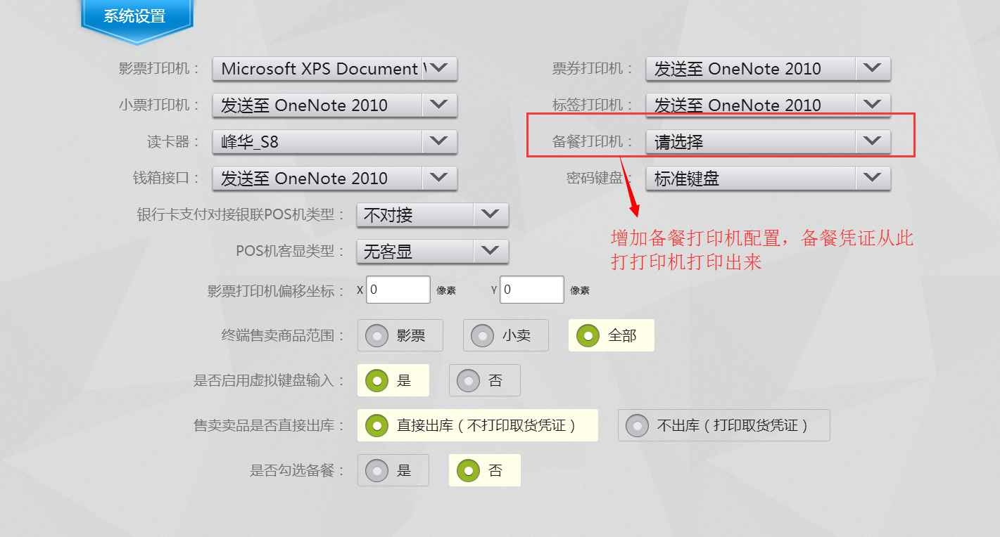 系统设置
影票打印机： Microsoft XPS Document 票券打印机： 发送至 OneNote 2010
小票打印机： 发送至 OneNote 2010 标签打印机： 发送至 OneNote 2010
读卡器： 峰华_S8 备餐打印机： 请选择
钱箱接口： 发送至 OneNote 2010 密码键盘： 标准键盘
银行卡支付对接银联POS机类型： 不对接
增加备餐打印机配置，备餐凭证从此
打打印机打印出来
POS机客显类型： 无客显
影票打印机偏移坐标： X 0 像素 Y 0 像素
终端售卖商品范围： 影票 小卖 全部
是否启用虚拟键盘输入： 是 否
售卖卖品是否直接出库： 直接出库（不打印取货凭证） 不出库（打印取货凭证）
是否勾选备餐： 是 否